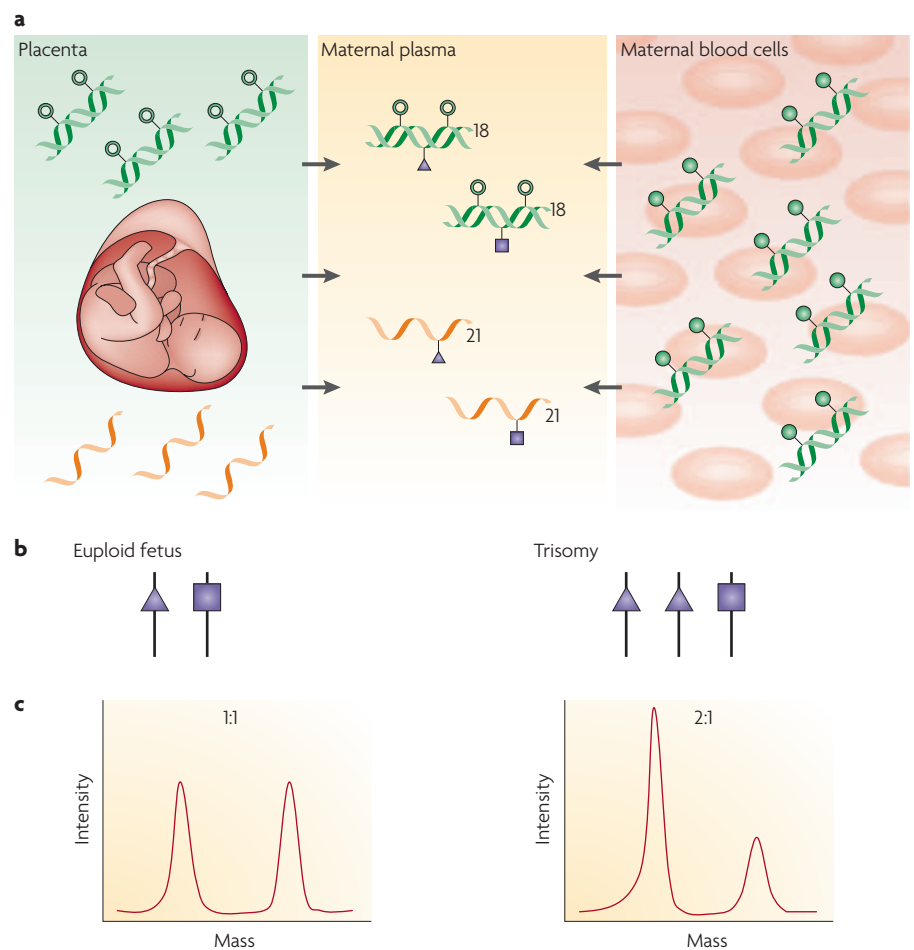 a
Placenta
Maternal plasma
Maternal blood cells
18
18
21
21
b
Euploid fetus
Trisomy
c
1:1
2:1
Intensity
Intensity
Mass
Mass